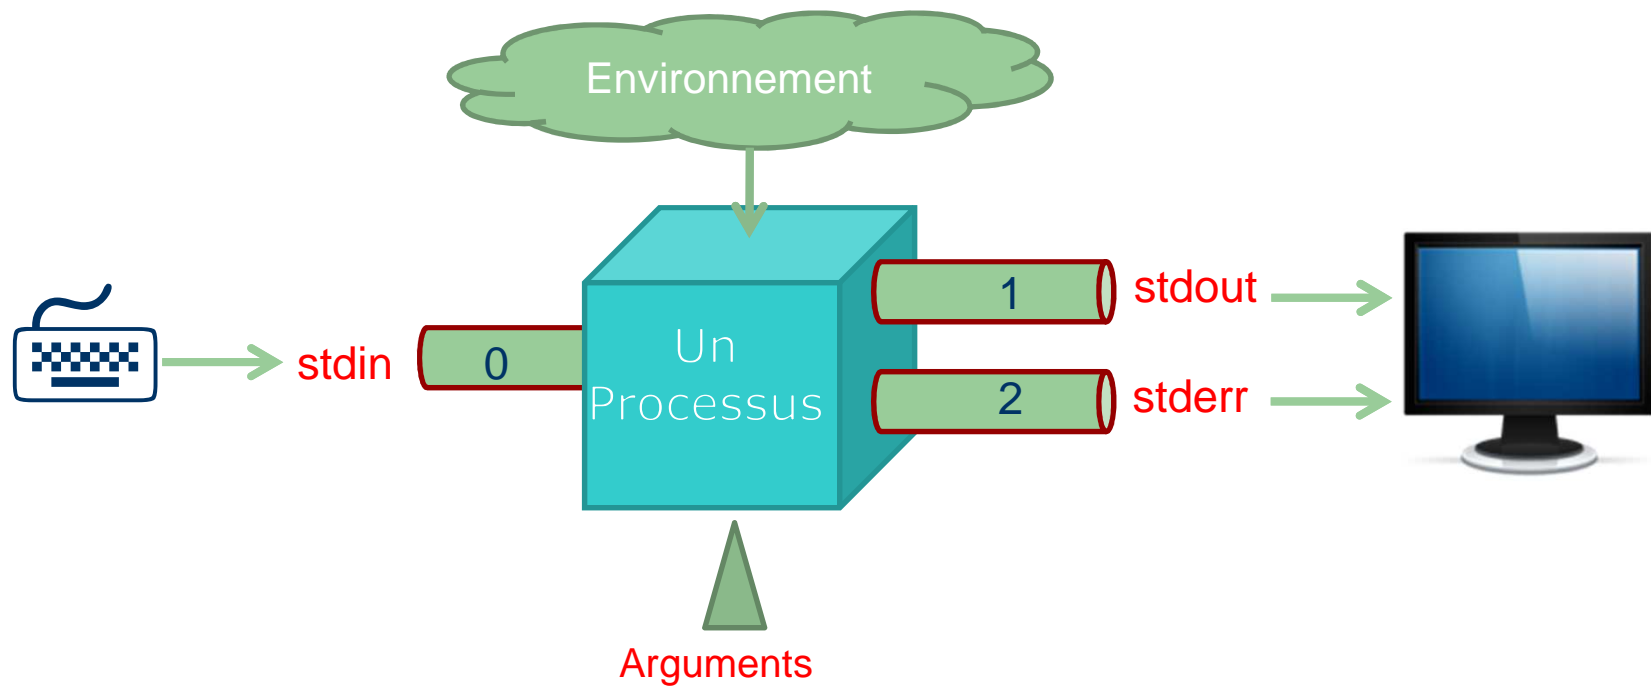 Environnement
stdin
0
Un
Processus
1
stdout
2
stderr
Arguments